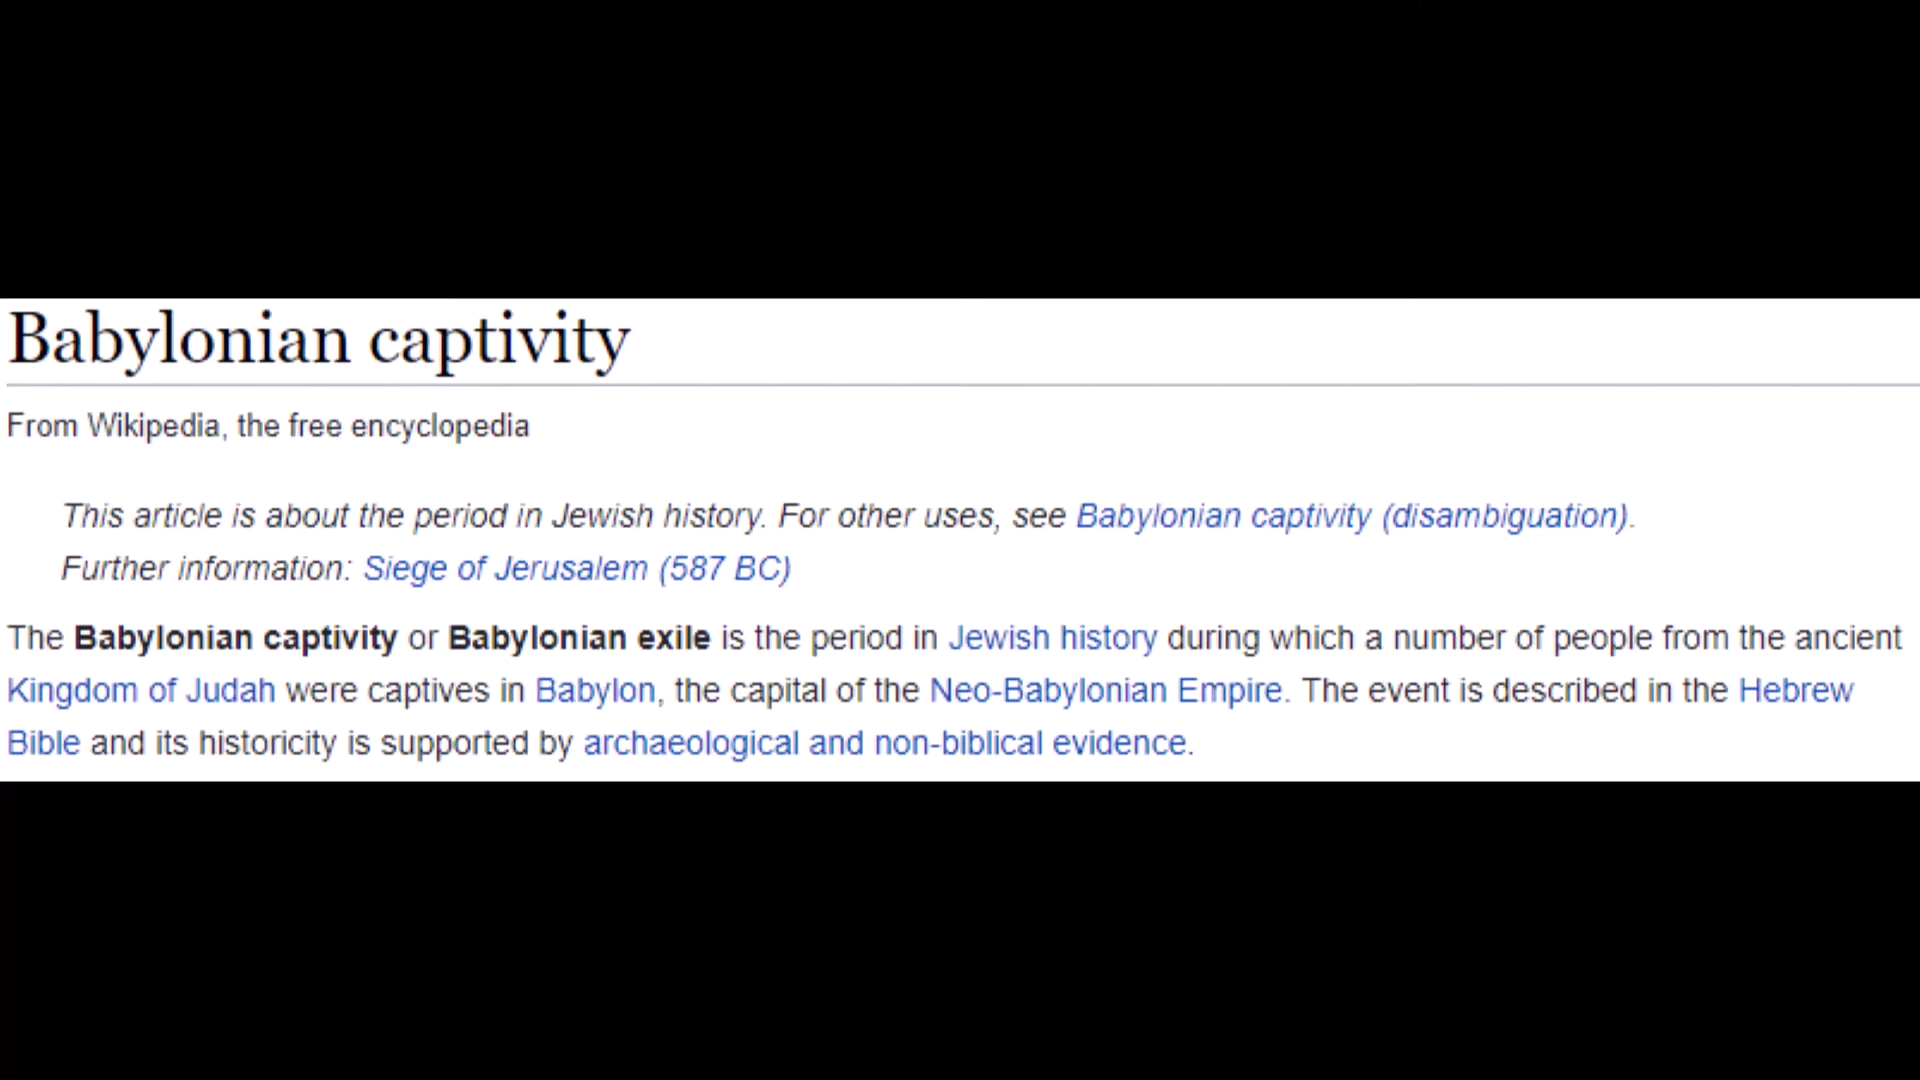 Babylonian captivity
From Wikipedia, the free encyclopedia
This article is about the period in Jewish history. For other uses, see Babylonian captivity (disambiguation).
Further information: Siege of Jerusalem (587 BC)
The Babylonian captivity or Babylonian exile is the period in Jewish history during which a number of people from the ancient
Kingdom of Judah were captives in Babylon, the capital of the Neo-Babylonian Empire. The event is described in the Hebrew
Bible and its historicity is supported by archaeological and non-biblical evidence.